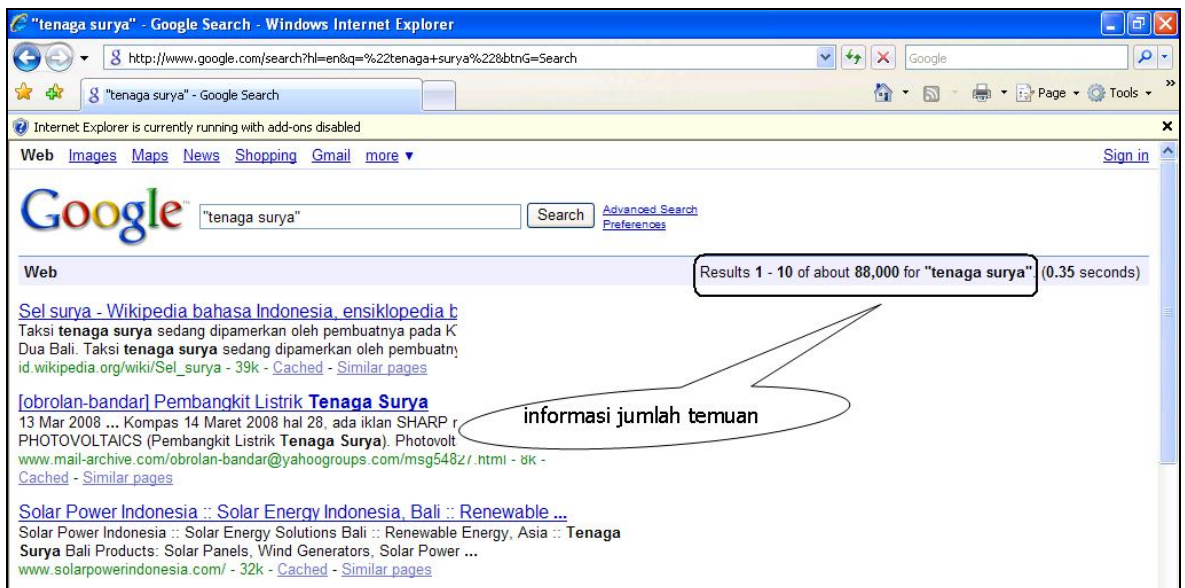 "tenaga surya" - Google Search - Windows Internet Explorer
http://www.google.com/search?hl=en&q=%22tenaga+surya%22&btnG=Search
Google
"tenaga surya" - Google Search
Page Tools
Internet Explorer is currently running with add-ons disabled
Web Images Maps News Shopping Gmail more Sign in
Google "tenaga surya" Search Advanced Search
Preferences
Web Results 1 - 10 of about 88,000 for "tenaga surya". (0.35 seconds)
Sel surya - Wikipedia bahasa Indonesia, ensiklopedia
Taksi tenaga surya sedang dipamerkan oleh pembuatnya pada
Dua Bali. Taksi tenaga surya sedang dipamerkan oleh
id.wikipedia.org/wiki/Sel_surya - 39k - Cached - Similar pages
[obrolan-bandar] Pembangkit Listrik Tenaga Surya
13 Mar 2008 ... Kompas 14 Maret 2008 hal 28, ada iklan SHARP
PHOTOVOLTAICS (Pembangkit Listrik Tenaga Surya).
www.mail-archive.com/obrolan-bandar@yahoogroups.com/msg54827.html - 8k -
Cached - Similar pages
informasi jumlah temuan
Solar Power Indonesia :: Solar Energy Indonesia, Bali :: Renewable ...
Solar Power Indonesia :: Solar Energy Solutions Bali :: Renewable Energy, Asia :: Tenaga
Surya Bali Products: Solar Panels, Wind Generators, Solar Power ...
www.solarpowerindonesia.com/ - 32k - Cached - Similar pages